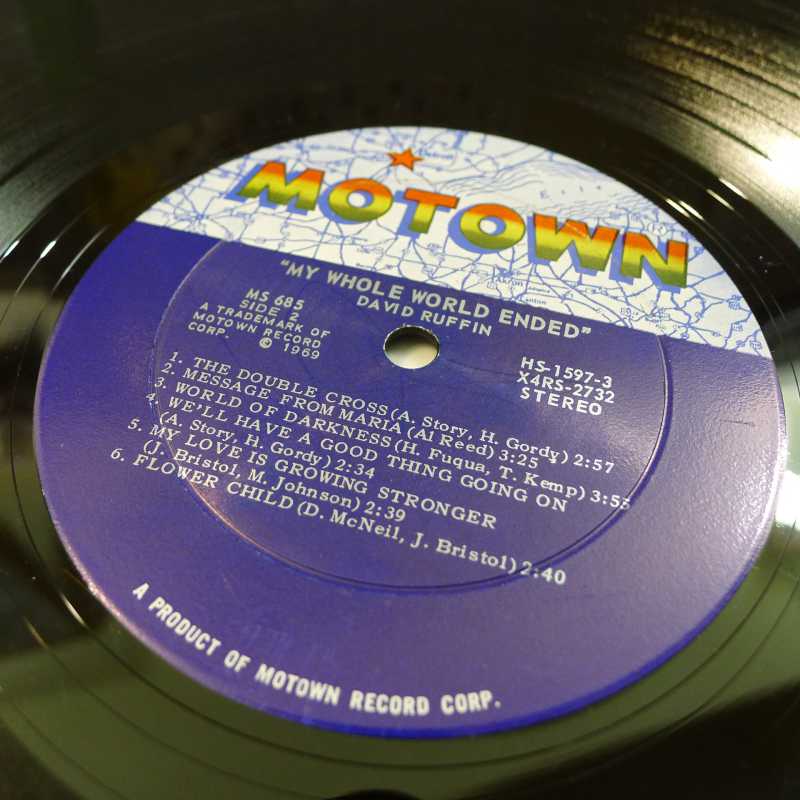 MOTOWN
"MY WHOLE WORLD ENDED"
DAVID RUFFIN
MS 685
SIDE 2
A TRADEMARK OF
MOTOWN RECORD
CORP. © 1969
HS-1597-3
X4RS-2732
STEREO
1. THE DOUBLE CROSS (A. Story, H. Gordy) 2:57
2. MESSAGE FROM MARIA (Al Reed) 3:25
3. WORLD OF DARKNESS (H. Fuqua, T. Kemp) 3:53
4. WE'LL HAVE A GOOD THING GOING ON
(A. Story, H. Gordy) 2:34
5. MY LOVE IS GROWING STRONGER
(J. Bristol, M. Johnson) 2:39
6. FLOWER CHILD (D. McNeil, J. Bristol) 2:40
A PRODUCT OF MOTOWN RECORD CORP.